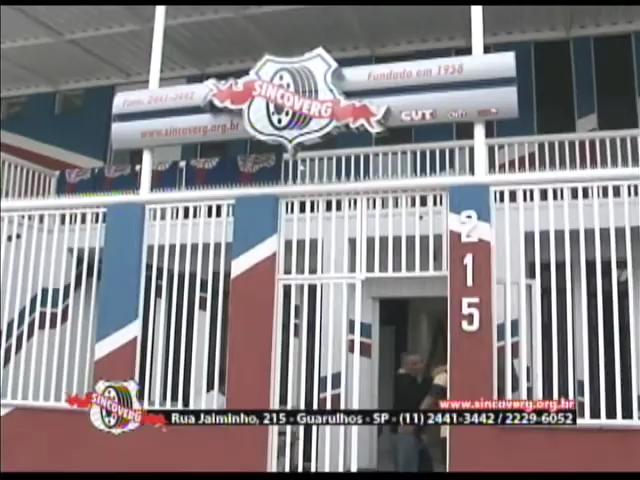 Fundado em 1958
Fone: 2441-3442
SINCOVERG
www.sincoverg.org.br
CUT
215
www.sincoverg.org.br
SINCOVERG
Rua Jaiminho, 215 - Guarulhos - SP - (11) 2441-3442 / 2229-6052